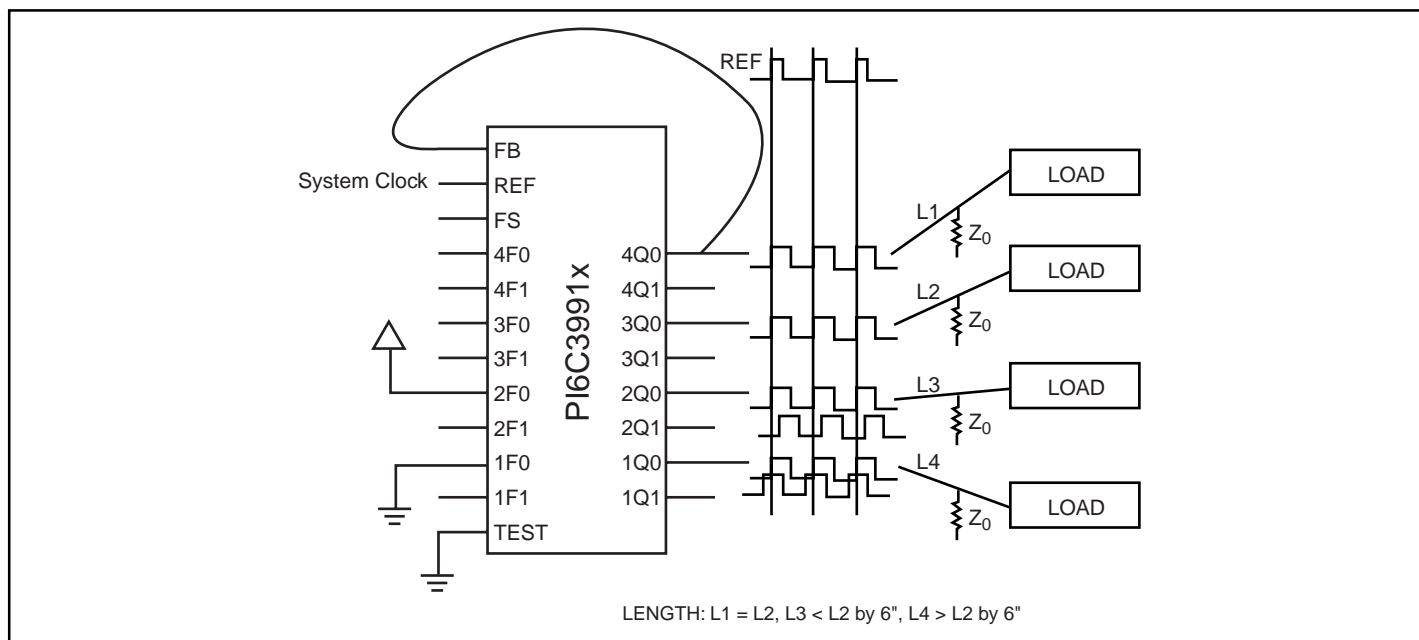 REF
FB
System Clock
REF
FS
4F0
4F1
3F0
3F1
2F0
2F1
1F0
1F1
TEST
PI6C3991x
4Q0
4Q1
3Q0
3Q1
2Q0
2Q1
1Q0
1Q1
LOAD
L1
Z0
LOAD
L2
Z0
LOAD
L3
Z0
L4
LOAD
Z0
LENGTH: L1 = L2, L3 < L2 by 6", L4 > L2 by 6"